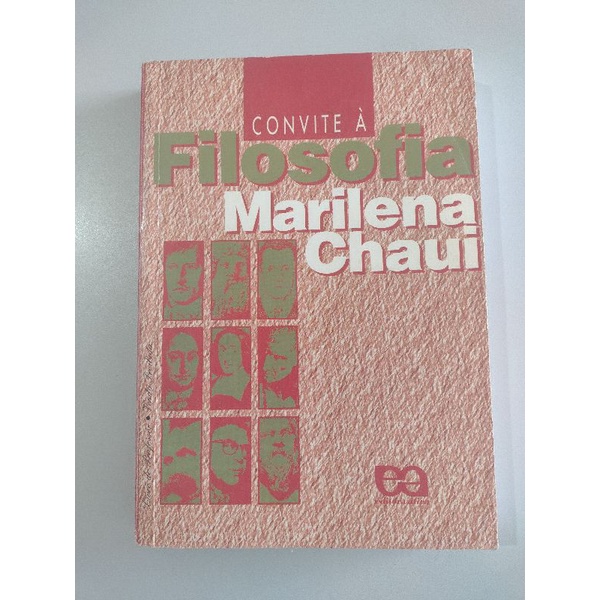 CONVITE À
Filosofia
Marilena
Chaui